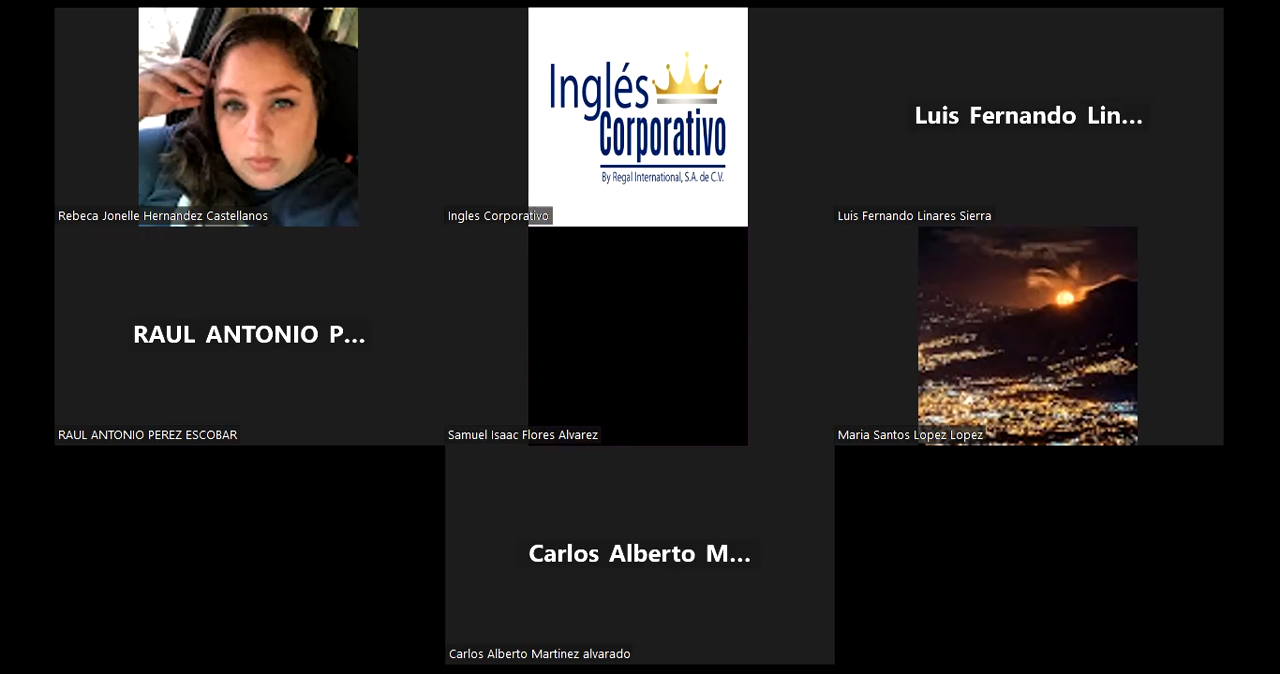 Inglés
Corporativo
By Regal International, S.A. de C.V.
Luis Fernando Lin...
Rebeca Jonelle Hernandez Castellanos
Ingles Corporativo
Luis Fernando Linares Sierra
RAUL ANTONIO P...
RAUL ANTONIO PEREZ ESCOBAR
Samuel Isaac Flores Alvarez
Maria Santos Lopez Lopez
Carlos Alberto M...
Carlos Alberto Martinez alvarado